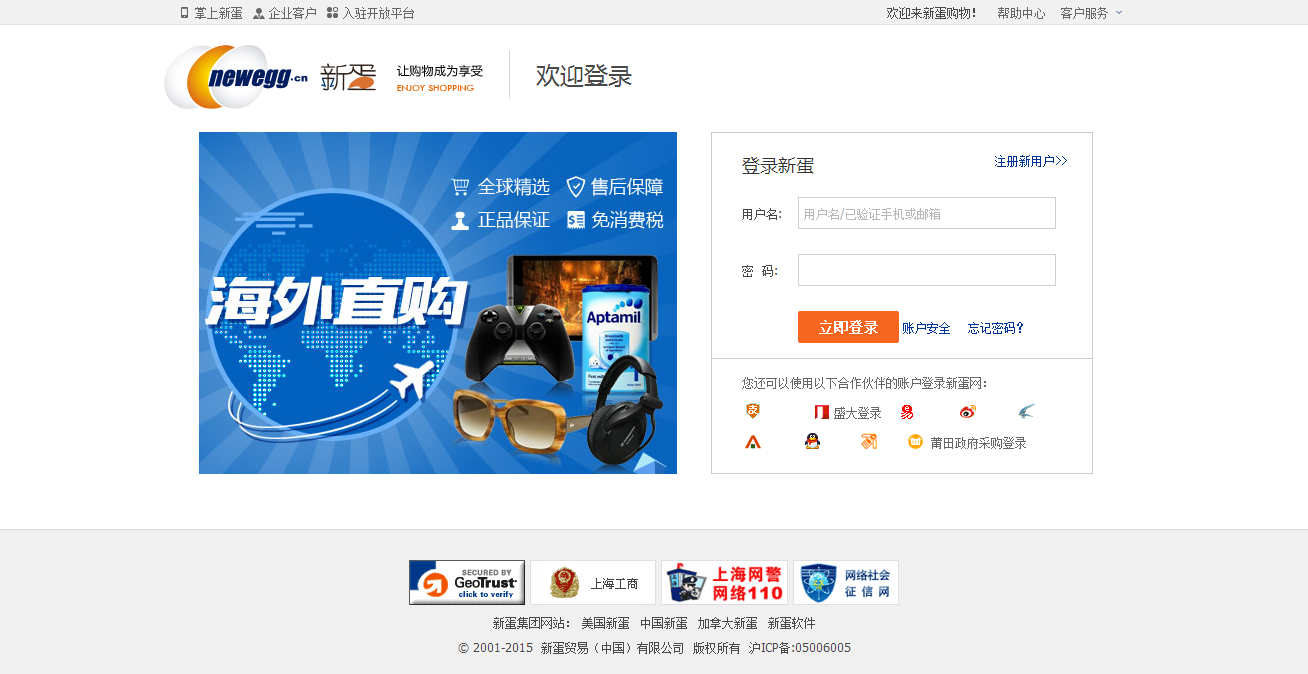 掌上新蛋 企业客户 入驻开放平台 欢迎来新蛋购物! 帮助中心 客户服务
newegg.cn 新蛋 让购物成为享受 欢迎登录
ENJOY SHOPPING
全球精选 售后保障
正品保证 免消费税
海外直购
Aptamil
登录新蛋 注册新用户>>
用户名: 用户名/已验证手机或邮箱
密 码:
立即登录 账户安全 忘记密码?
您还可以使用以下合作伙伴的账户登录新蛋网:
盛大登录
莆田政府采购登录
SECURED BY
GeoTrust
click to verify
上海工商
上海网警
网络110
网络社会
征信网
新蛋集团网站: 美国新蛋 中国新蛋 加拿大新蛋 新蛋软件
© 2001-2015 新蛋贸易（中国）有限公司 版权所有 沪ICP备:05006005